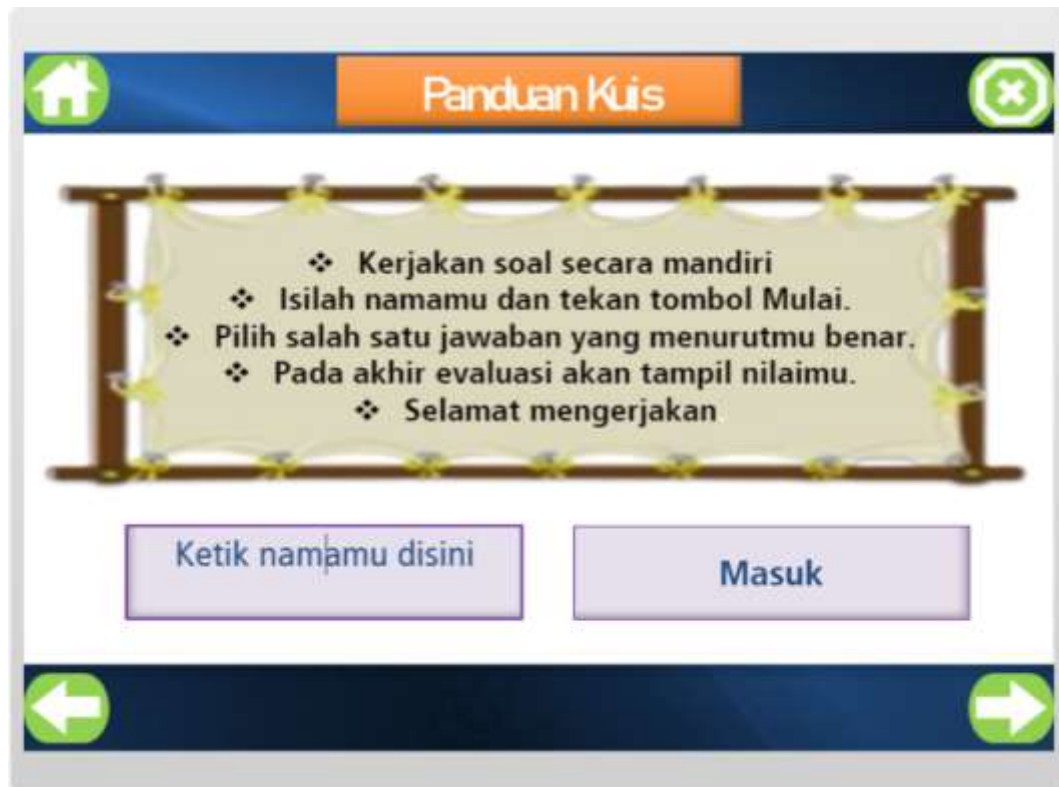 Panduan Kuis
❖ Kerjakan soal secara mandiri
❖ Isilah namamu dan tekan tombol Mulai.
❖ Pilih salah satu jawaban yang menurutmu benar.
❖ Pada akhir evaluasi akan tampil nilaimu.
❖ Selamat mengerjakan
Ketik namamu disini
Masuk